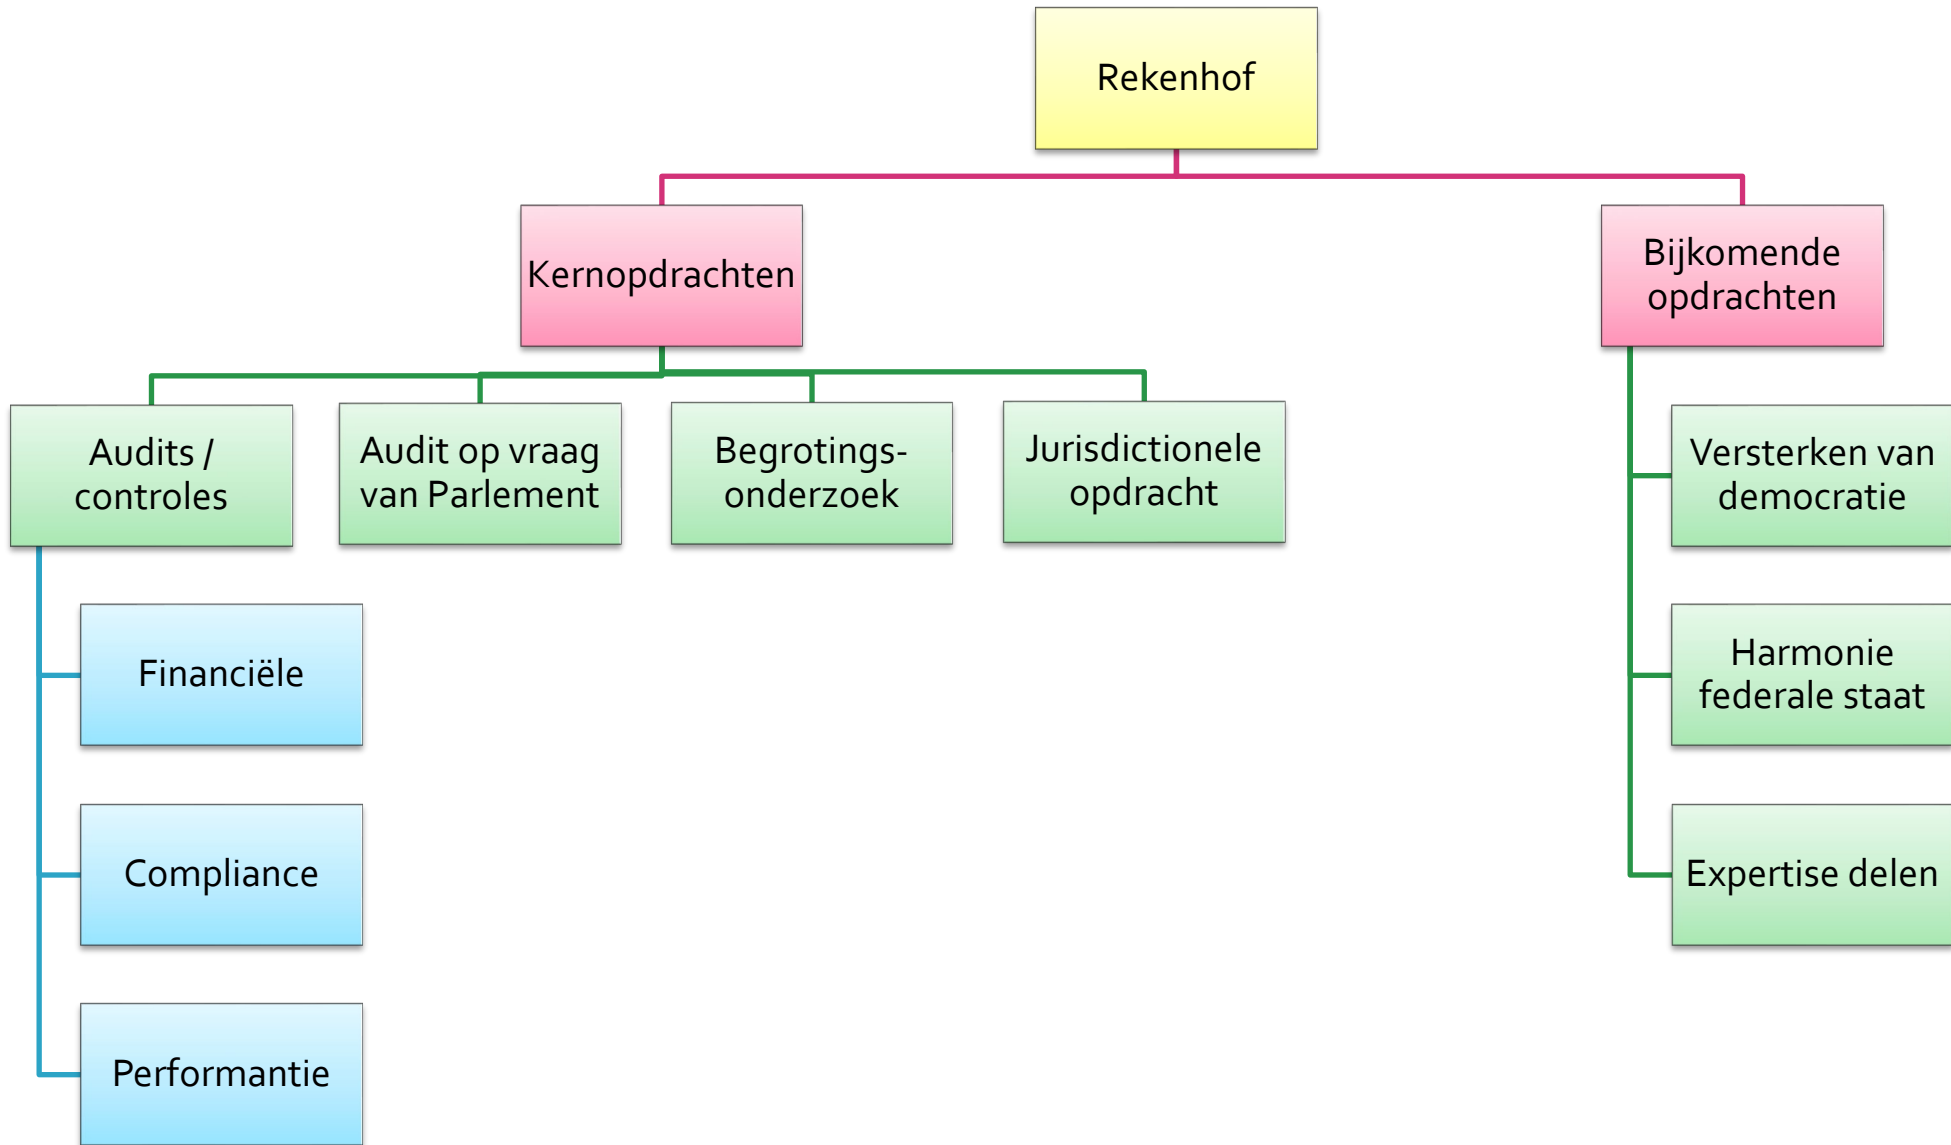 Rekenhof
Kernopdrachten
Bijkomende
opdrachten
Audits /
controles
Audit op vraag
van Parlement
Begrotings-
onderzoek
Jurisdictionele
opdracht
Versterken van
democratie
Financiële
Harmonie
federale staat
Compliance
Expertise delen
Performantie